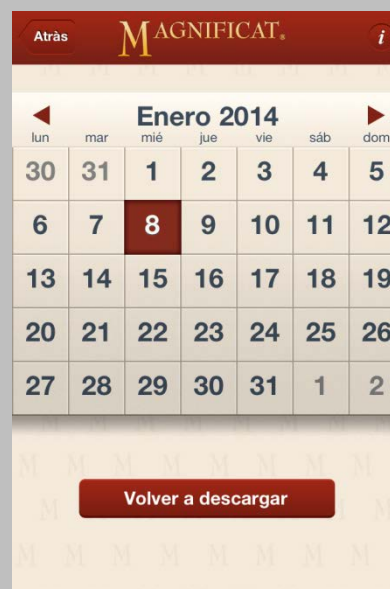 Atràs MAGNIFICAT® i
Enero 2014
lun mar mié jue vie sáb dom
30 31 1 2 3 4 5
6 7 8 9 10 11 12
13 14 15 16 17 18 19
20 21 22 23 24 25 26
27 28 29 30 31 1 2
Volver a descargar